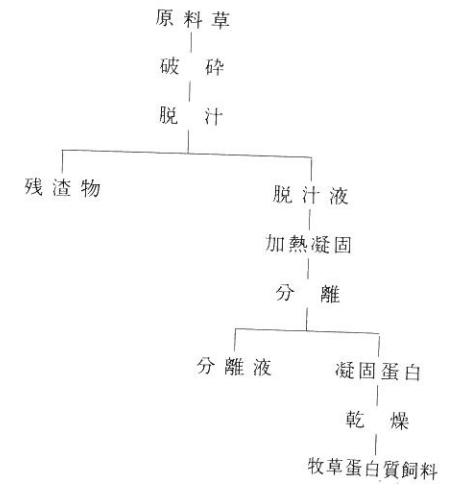 原料草
破砕
脱汁
残渣物
脱汁液
加熱凝固
分離
分離液
凝固蛋白
乾燥
牧草蛋白質飼料